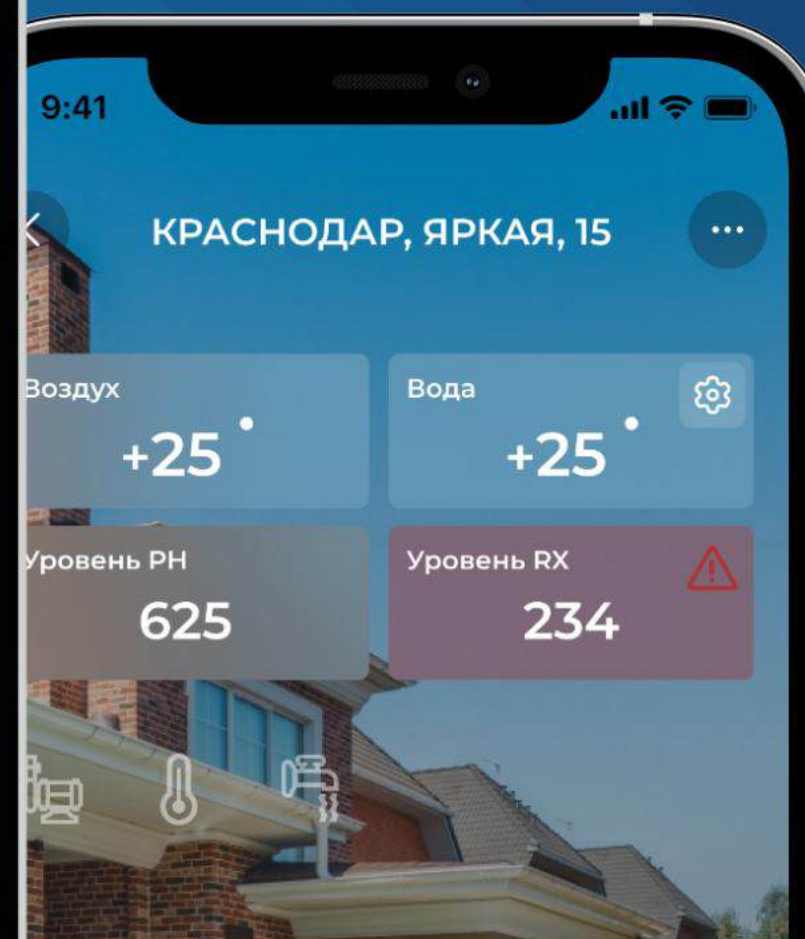 9:41
КРАСНОДАР, ЯРКАЯ, 15
Воздух
+25°
Вода
+25°
Уровень PH
625
Уровень RX
234